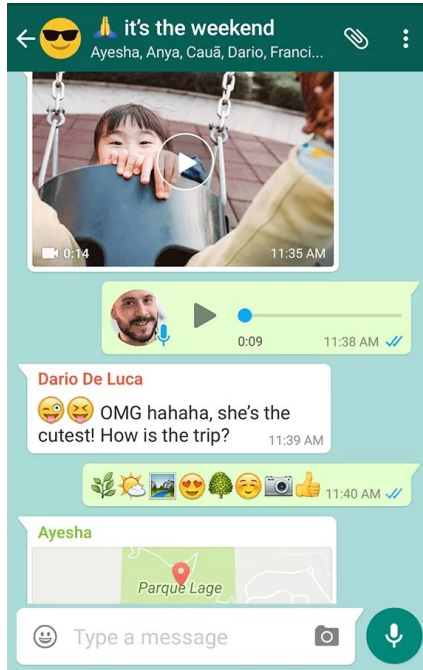 🙏 it's the weekend
Ayesha, Anya, Cauã, Dario, Franci...
0:14
11:35 AM
0:09
11:38 AM
Dario De Luca
😜😝 OMG hahaha, she's the
cutest! How is the trip?
11:39 AM
🌿🌤🏞😍🌳☺️📷👍 11:40 AM
Ayesha
Parque Lage
Type a message